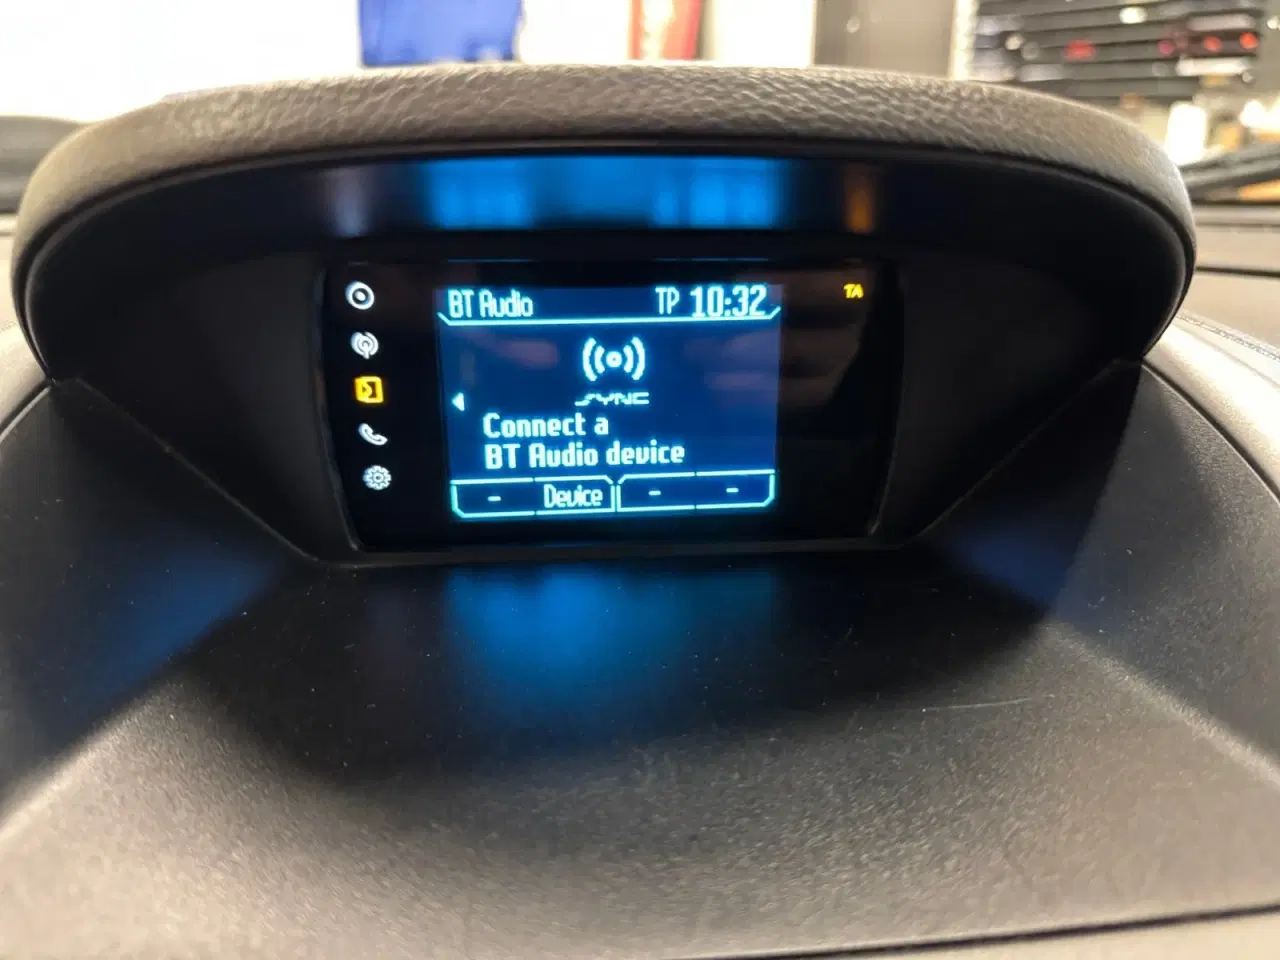 BT Audio TP 10:32
TA
SYNC
Connect a
BT Audio device
- Device - -